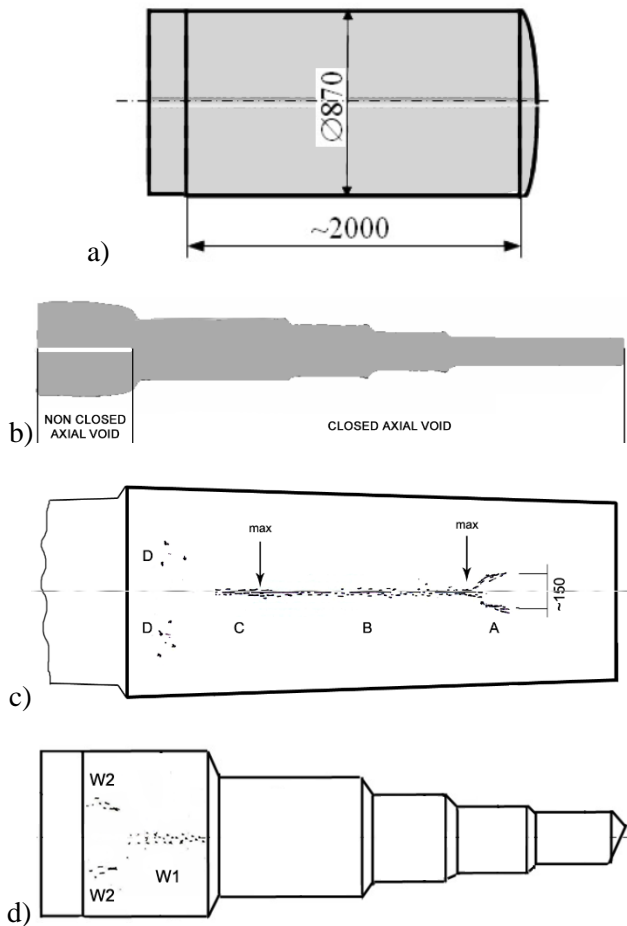 Ø870
~2000
a)
NON CLOSED
AXIAL VOID
CLOSED AXIAL VOID
b)
max
max
D
~150
D
C
B
A
c)
W2
W1
W2
d)